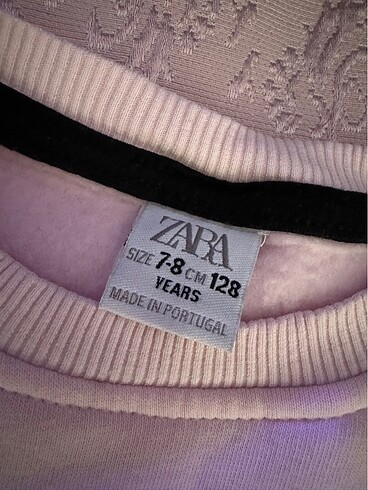 ZARA
SIZE 7-8 CM 128
YEARS
MADE IN PORTUGAL